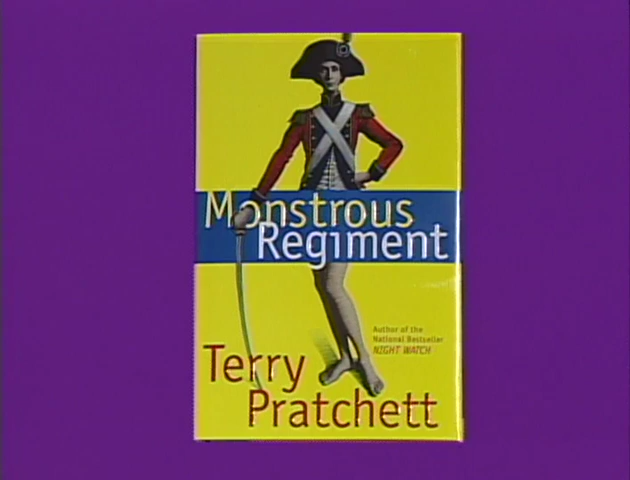 Monstrous
Regiment
Author of the
National Bestseller
NIGHT WATCH
Terry
Pratchett